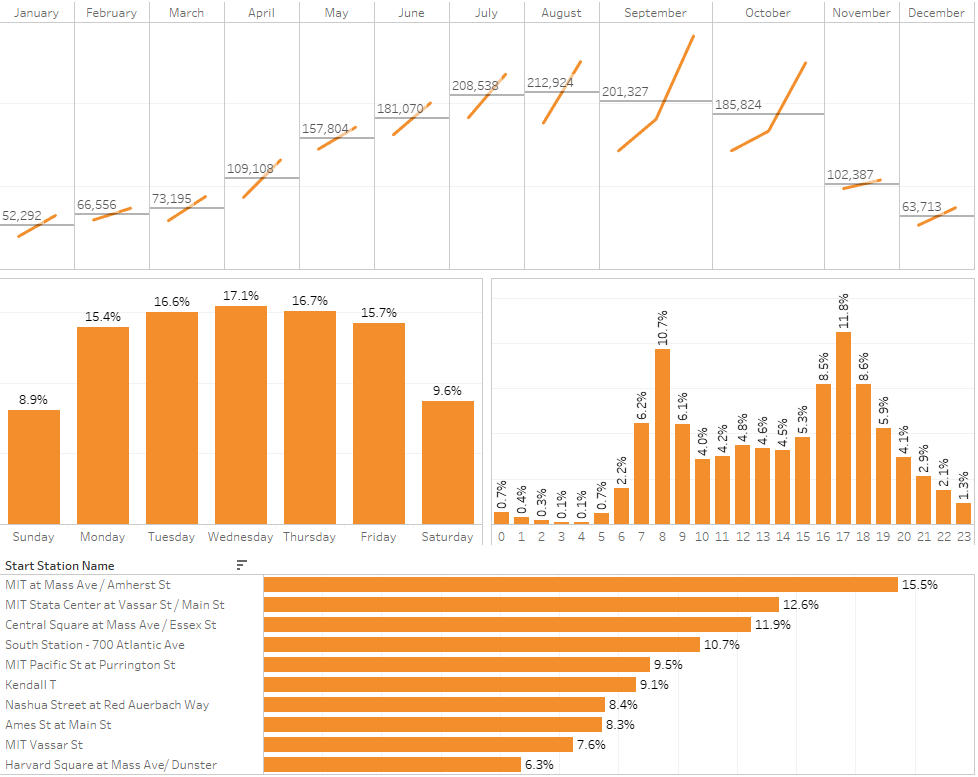 January February March April May June July August September October November December
52,292 66,556 73,195 109,108 157,804 181,070 208,538 212,924 201,327 185,824 102,387 63,713
8.9% 15.4% 16.6% 17.1% 16.7% 15.7% 9.6%
Sunday Monday Tuesday Wednesday Thursday Friday Saturday
0.7% 0.4% 0.3% 0.1% 0.1% 0.7% 2.2% 6.2% 10.7% 6.1% 4.0% 4.2% 4.8% 4.6% 4.5% 5.3% 8.5% 11.8% 8.6% 5.9% 4.1% 2.9% 2.1% 1.3%
0 1 2 3 4 5 6 7 8 9 10 11 12 13 14 15 16 17 18 19 20 21 22 23
Start Station Name
MIT at Mass Ave / Amherst St 15.5%
MIT Stata Center at Vassar St / Main St 12.6%
Central Square at Mass Ave / Essex St 11.9%
South Station - 700 Atlantic Ave 10.7%
MIT Pacific St at Purrington St 9.5%
Kendall T 9.1%
Nashua Street at Red Auerbach Way 8.4%
Ames St at Main St 8.3%
MIT Vassar St 7.6%
Harvard Square at Mass Ave/ Dunster 6.3%